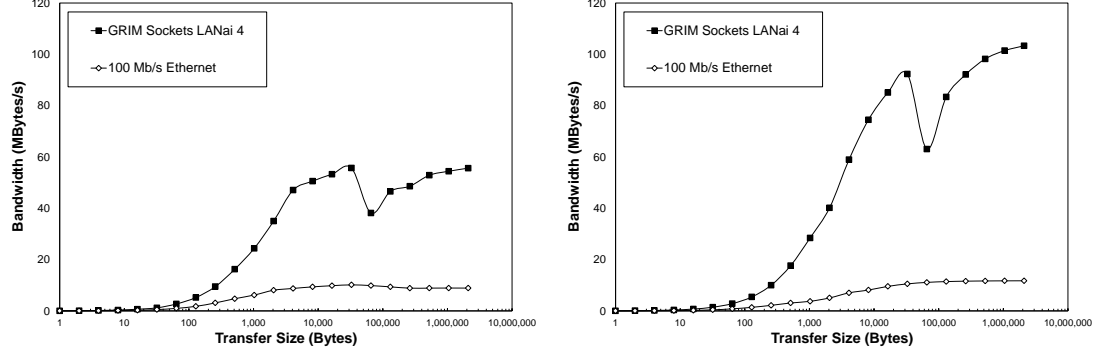 120
100
80
60
40
20
0
Bandwidth (MBytes/s)
GRIM Sockets LANai 4
100 Mb/s Ethernet
1 10 100 1,000 10,000 100,000 1,000,000 10,000,000
Transfer Size (Bytes)
120
100
80
60
40
20
0
Bandwidth (MBytes/s)
GRIM Sockets LANai 4
100 Mb/s Ethernet
1 10 100 1,000 10,000 100,000 1,000,000 10,000,000
Transfer Size (Bytes)